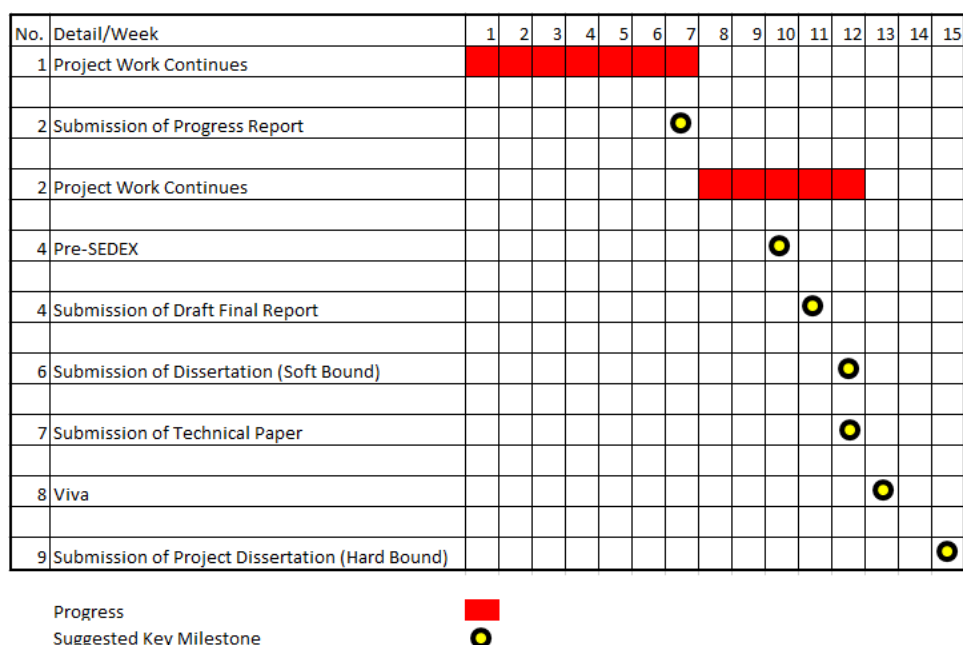 No. Detail/Week 1 2 3 4 5 6 7 8 9 10 11 12 13 14 15
1 Project Work Continues
2 Submission of Progress Report
2 Project Work Continues
4 Pre-SEDEX
4 Submission of Draft Final Report
6 Submission of Dissertation (Soft Bound)
7 Submission of Technical Paper
8 Viva
9 Submission of Project Dissertation (Hard Bound)
Progress
Suggested Key Milestone